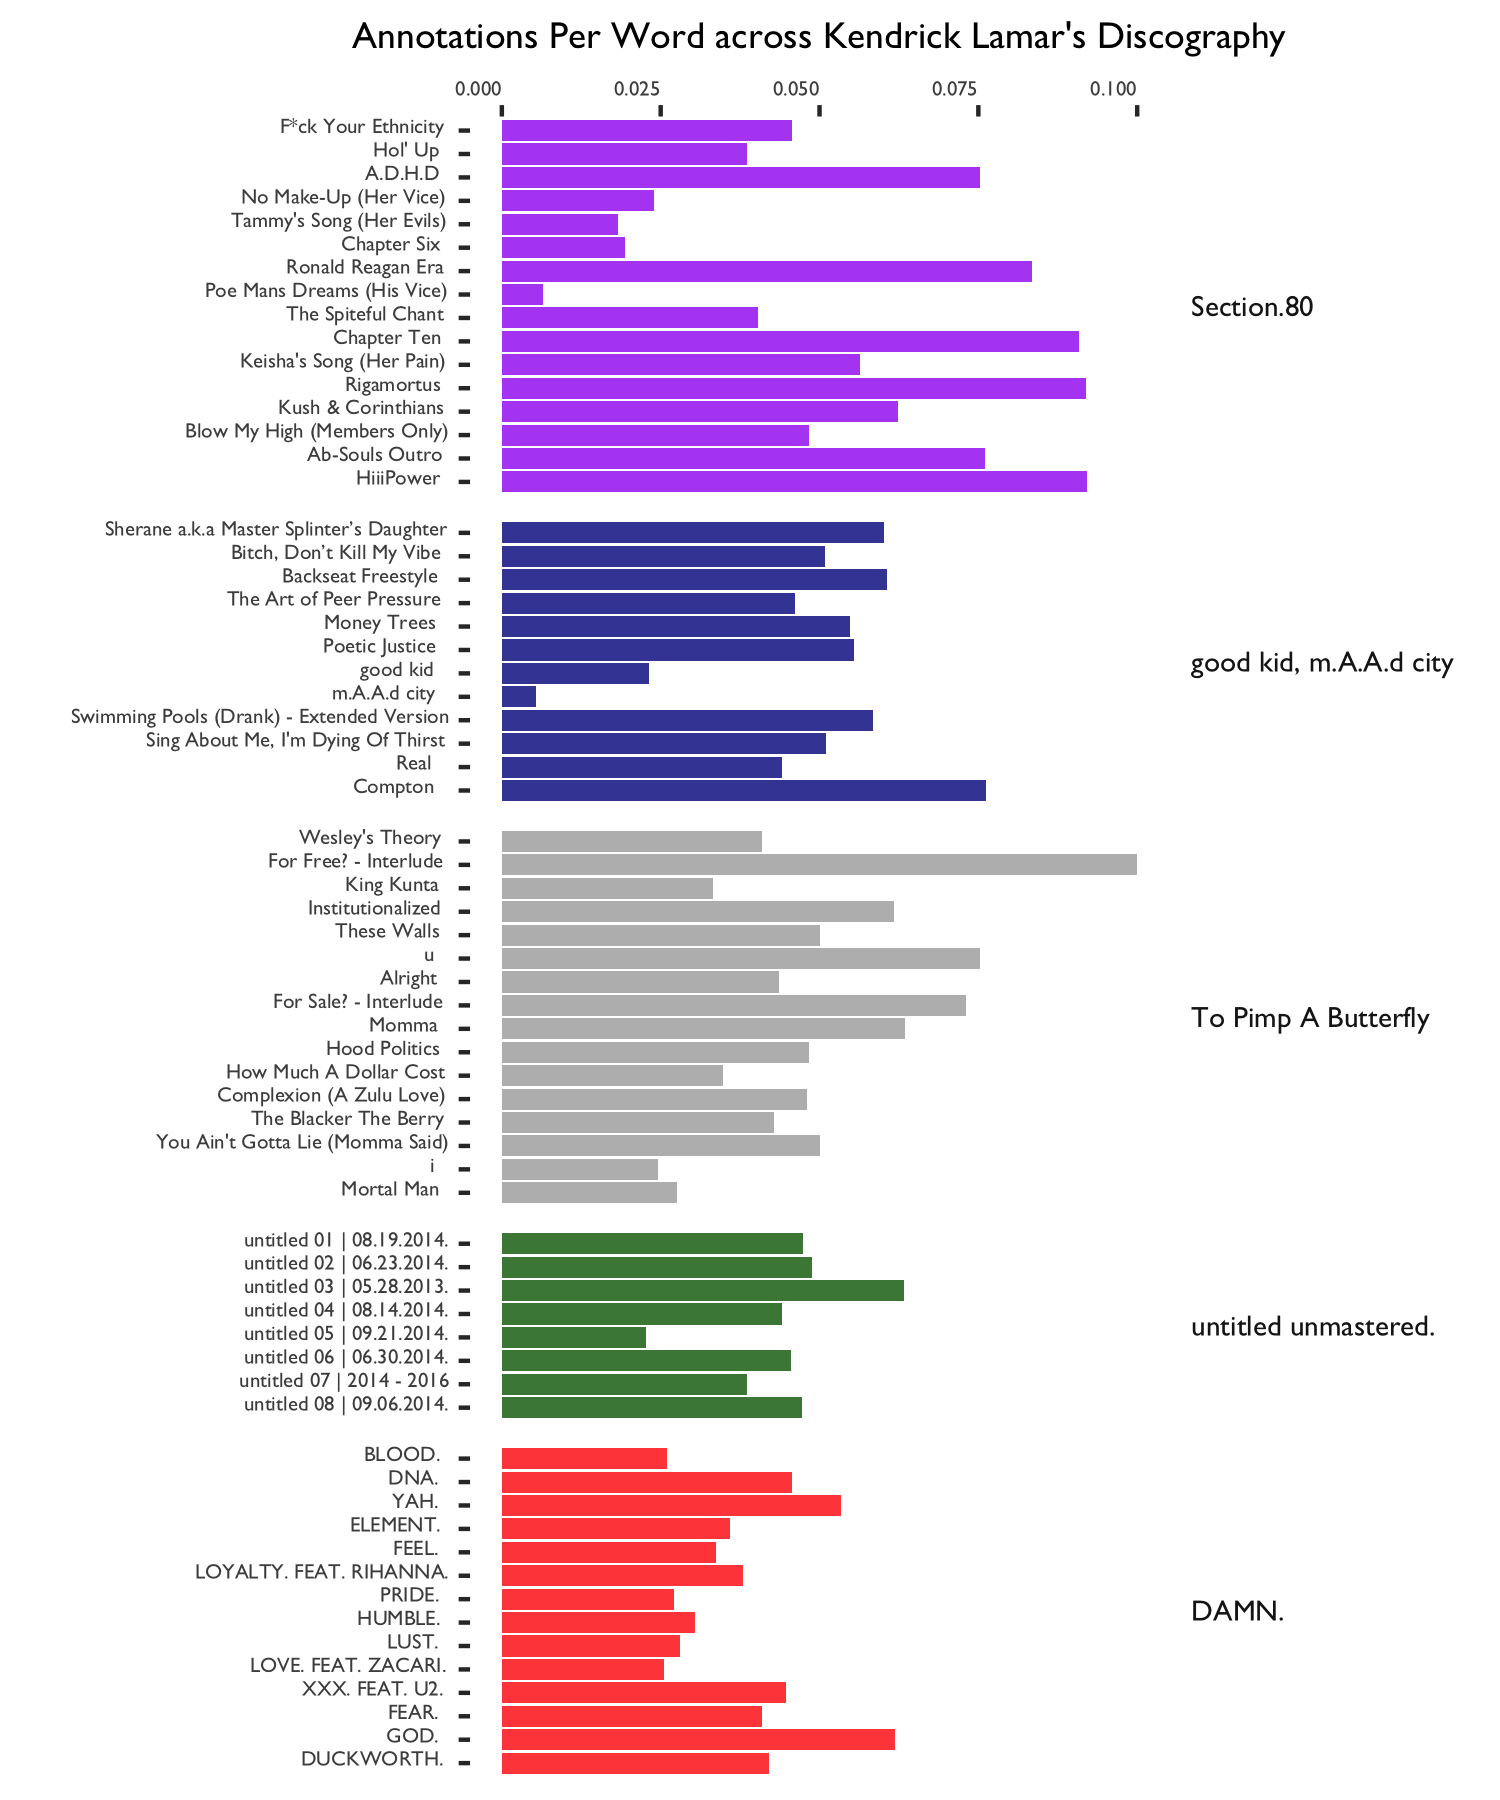 Annotations Per Word across Kendrick Lamar's Discography
0.000 0.025 0.050 0.075 0.100
F*ck Your Ethnicity
Hol' Up
A.D.H.D
No Make-Up (Her Vice)
Tammy's Song (Her Evils)
Chapter Six
Ronald Reagan Era
Poe Mans Dreams (His Vice)
Section.80
The Spiteful Chant
Chapter Ten
Keisha's Song (Her Pain)
Rigamortus
Kush & Corinthians
Blow My High (Members Only)
Ab-Souls Outro
HiiiPower
Sherane a.k.a Master Splinter’s Daughter
Bitch, Don’t Kill My Vibe
Backseat Freestyle
The Art of Peer Pressure
Money Trees
Poetic Justice
good kid, m.A.A.d city
good kid
m.A.A.d city
Swimming Pools (Drank) - Extended Version
Sing About Me, I'm Dying Of Thirst
Real
Compton
Wesley's Theory
For Free? - Interlude
King Kunta
Institutionalized
These Walls
u
Alright
For Sale? - Interlude
To Pimp A Butterfly
Momma
Hood Politics
How Much A Dollar Cost
Complexion (A Zulu Love)
The Blacker The Berry
You Ain't Gotta Lie (Momma Said)
i
Mortal Man
untitled 01 | 08.19.2014.
untitled 02 | 06.23.2014.
untitled 03 | 05.28.2013.
untitled 04 | 08.14.2014.
untitled unmastered.
untitled 05 | 09.21.2014.
untitled 06 | 06.30.2014.
untitled 07 | 2014 - 2016
untitled 08 | 09.06.2014.
BLOOD.
DNA.
YAH.
ELEMENT.
FEEL.
LOYALTY. FEAT. RIHANNA.
PRIDE.
DAMN.
HUMBLE.
LUST.
LOVE. FEAT. ZACARI.
XXX. FEAT. U2.
FEAR.
GOD.
DUCKWORTH.